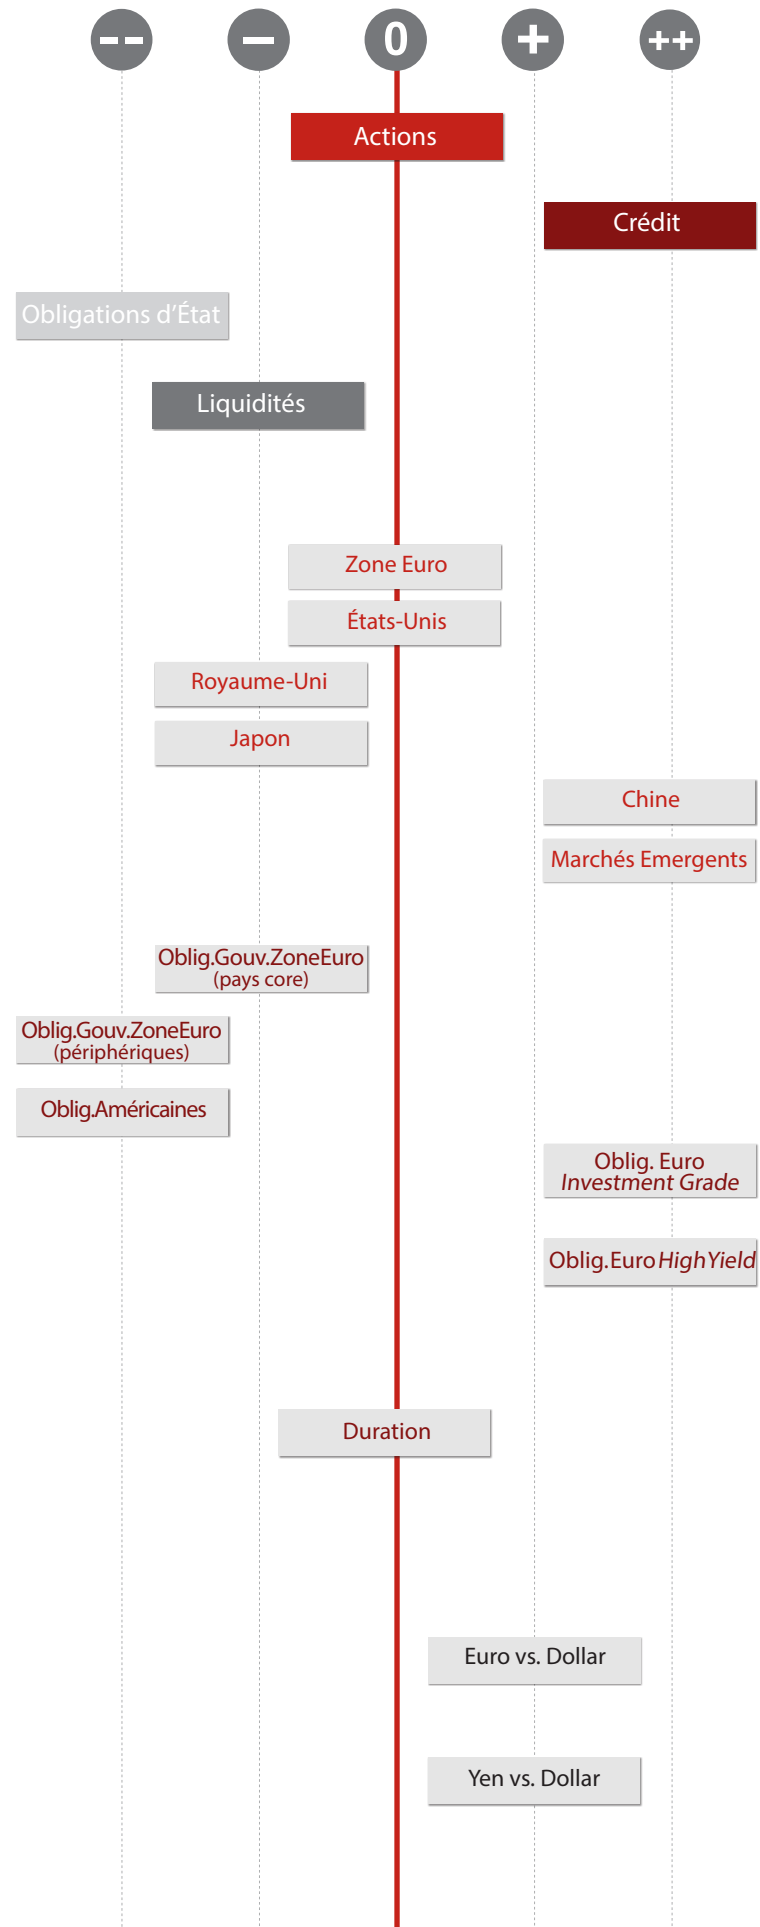 -- - 0 + ++
Actions
Crédit
Obligations d'État
Liquidités
Zone Euro
États-Unis
Royaume-Uni
Japon
Chine
Marchés Emergents
Oblig.Gouv.ZoneEuro
(pays core)
Oblig.Gouv.ZoneEuro
(périphériques)
Oblig.Américaines
Oblig. Euro
Investment Grade
Oblig.Euro HighYield
Duration
Euro vs. Dollar
Yen vs. Dollar